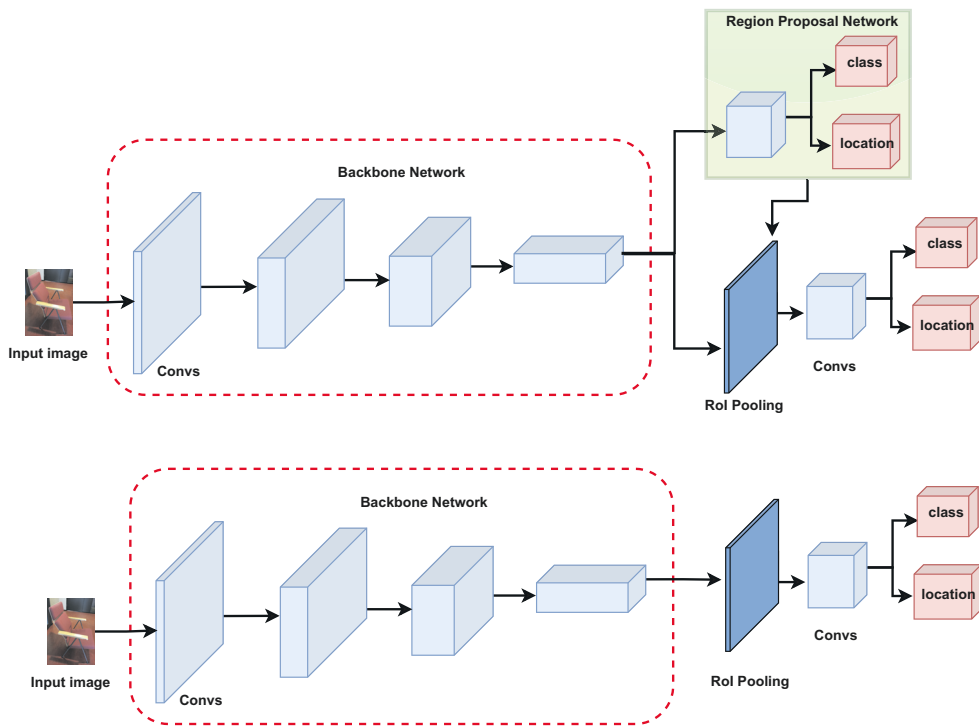 Region Proposal Network
class
location
Backbone Network
Input image
Convs
RoI Pooling
Convs
class
location
Backbone Network
Input image
Convs
RoI Pooling
Convs
class
location